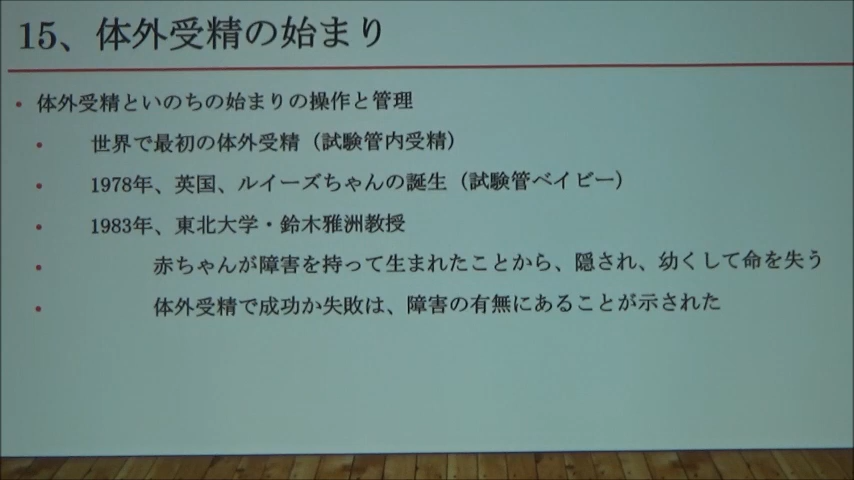 15、体外受精の始まり
• 体外受精といのちの始まりの操作と管理
• 世界で最初の体外受精（試験管内受精）
• 1978年、英国、ルイーズちゃんの誕生（試験管ベイビー）
• 1983年、東北大学・鈴木雅洲教授
• 赤ちゃんが障害を持って生まれたことから、隠され、幼くして命を失う
• 体外受精で成功か失敗は、障害の有無にあることが示された